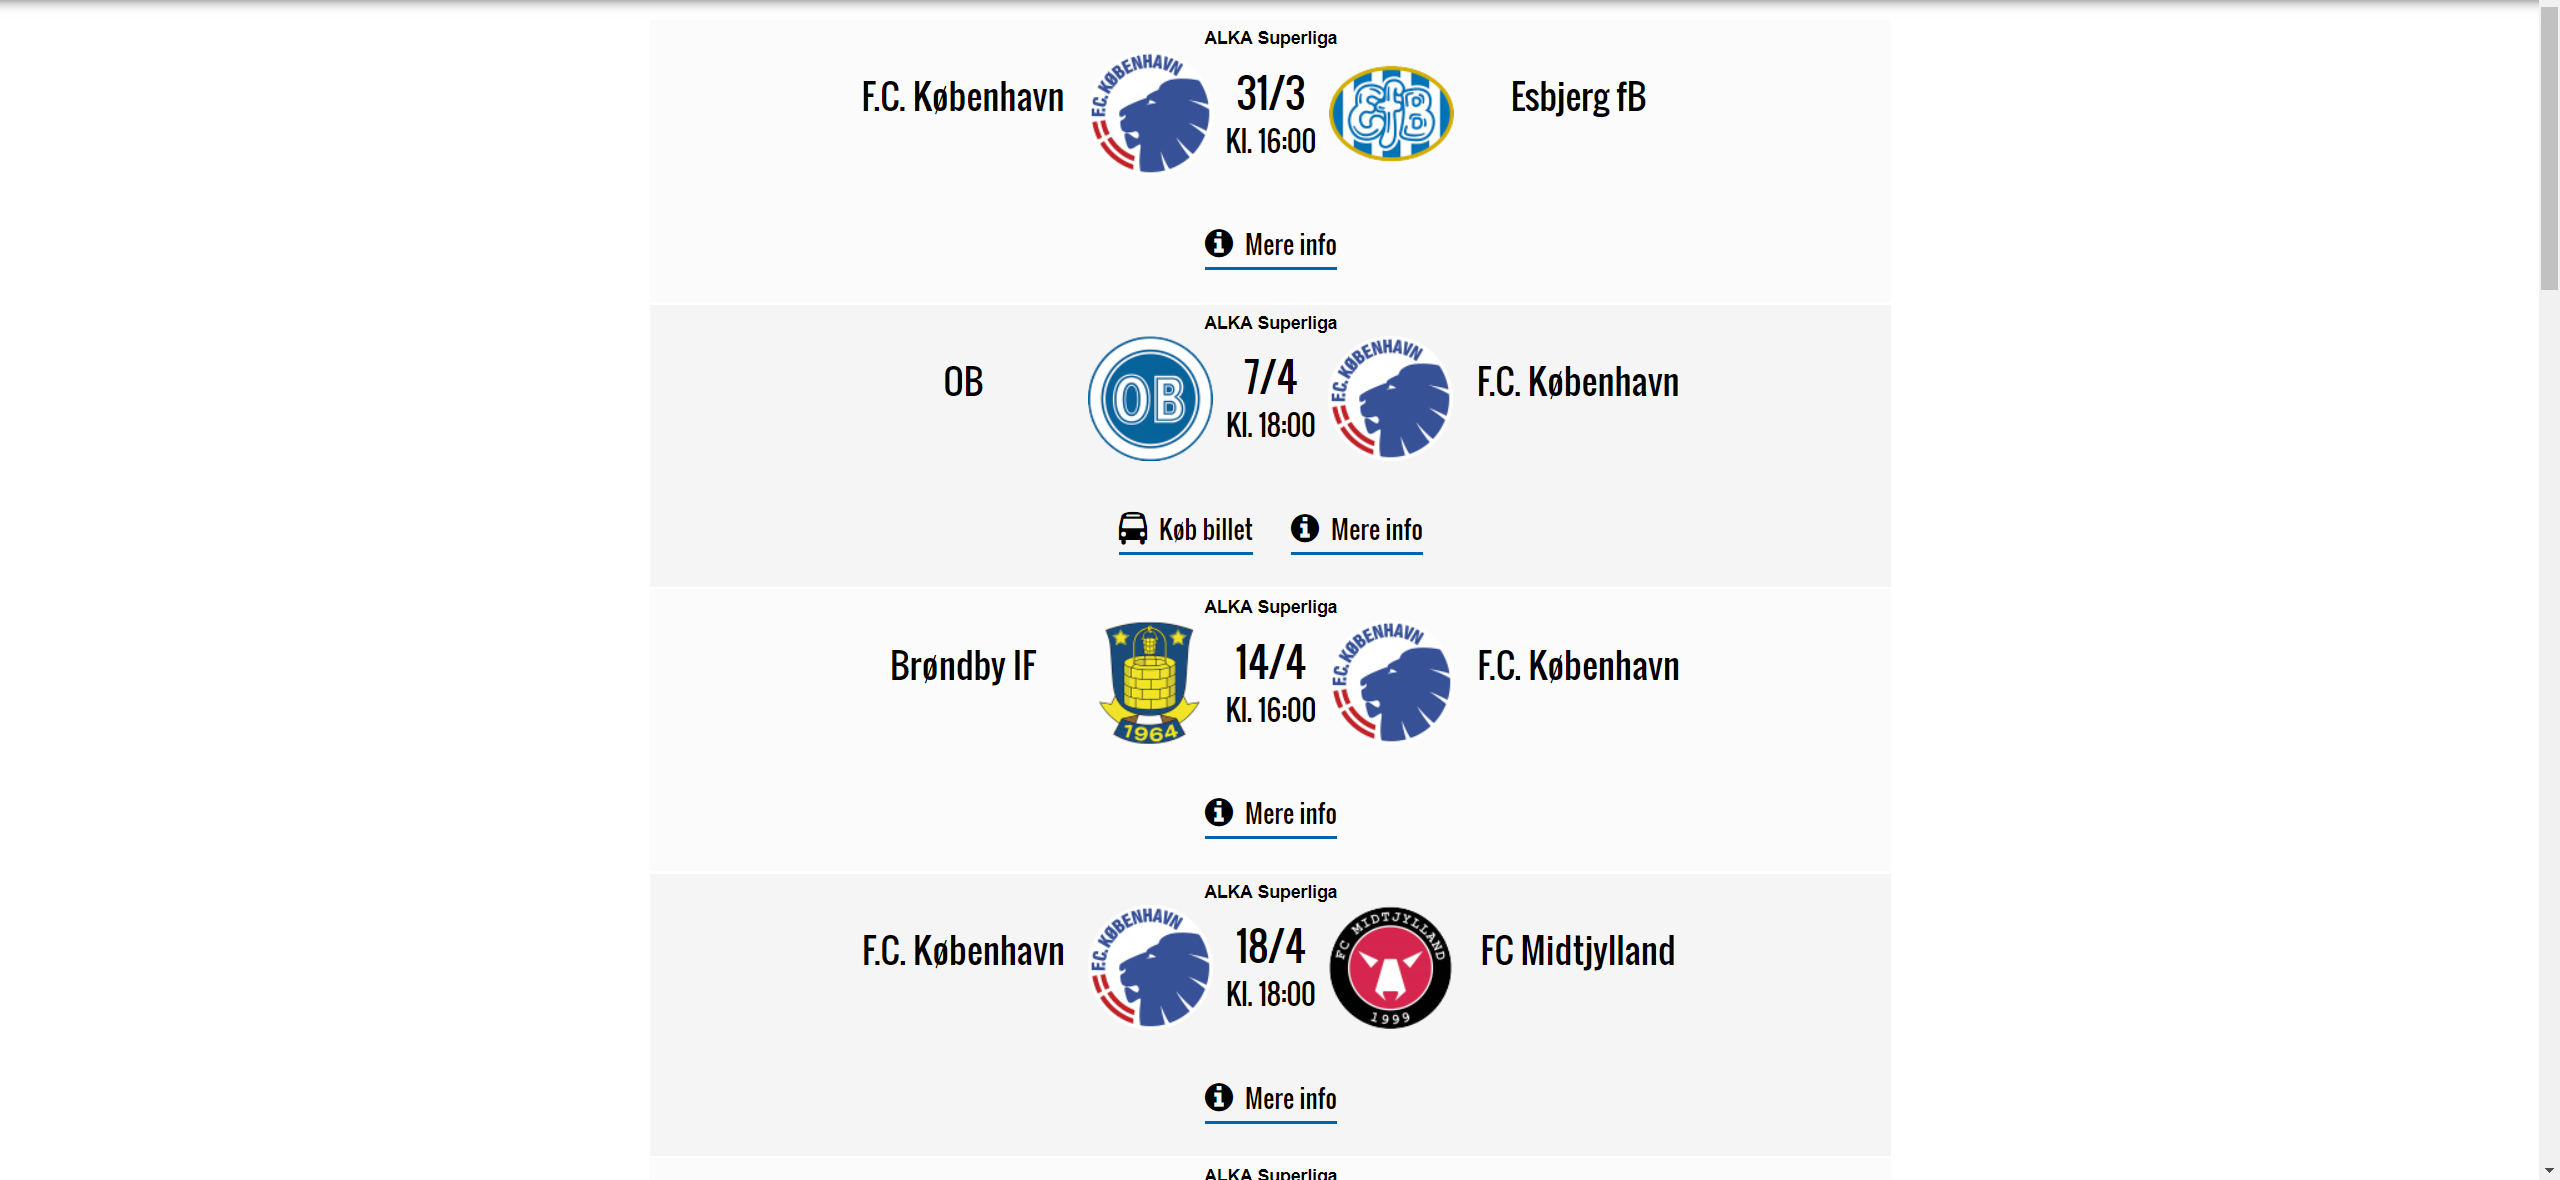 ALKA Superliga
F.C. København
F.C. KØBENHAVN
31/3
Kl. 16:00
EfB
Esbjerg fB
Mere info
ALKA Superliga
OB
OB
7/4
Kl. 18:00
F.C. KØBENHAVN
F.C. København
Køb billet
Mere info
ALKA Superliga
Brøndby IF
1964
14/4
Kl. 16:00
F.C. KØBENHAVN
F.C. København
Mere info
ALKA Superliga
F.C. København
F.C. KØBENHAVN
18/4
Kl. 18:00
FC MIDTJYLLAND
1999
FC Midtjylland
Mere info
ALKA Superliga